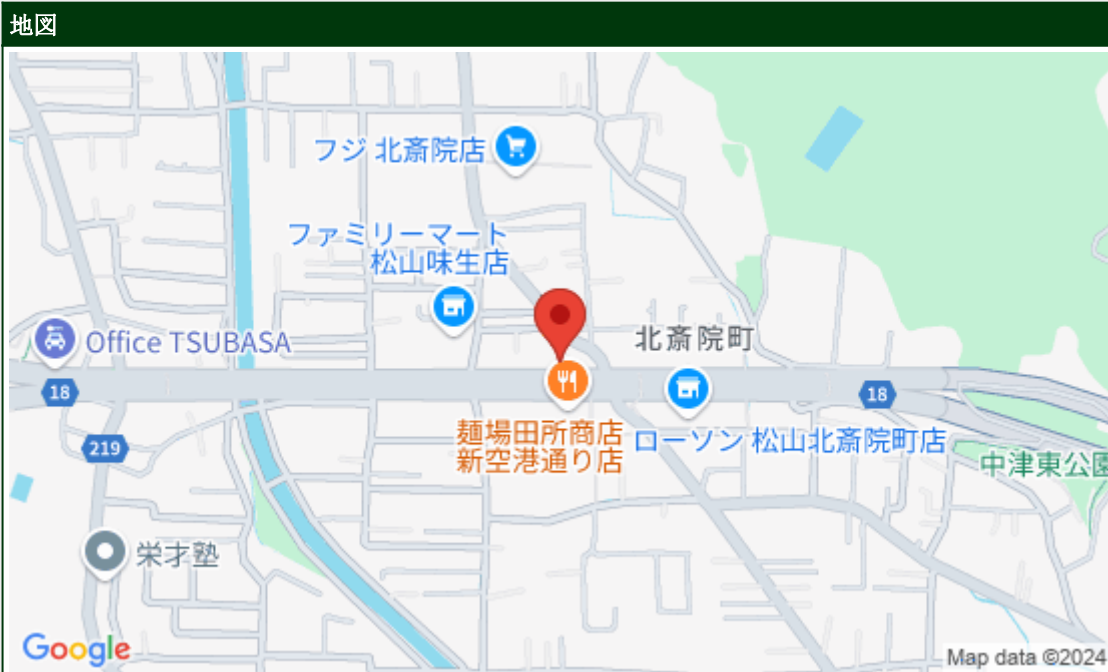 地図
フジ 北斎院店
ファミリーマート
松山味生店
Office TSUBASA
北斎院町
18
18
麺場田所商店
新空港通り店
ローソン 松山北斎院町店
219
中津東公園
栄才塾
Google
Map data ©2024